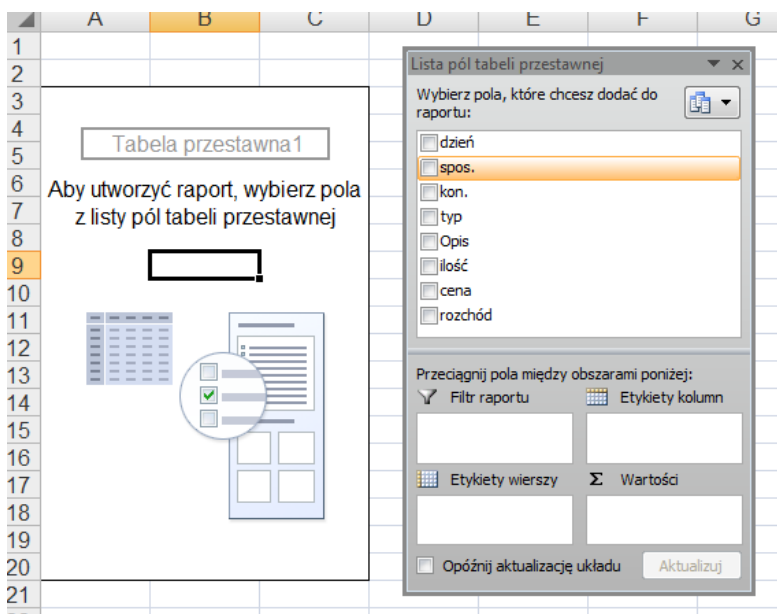 A B C D E F G
1
2
3
4
5
6
7
8
9
10
11
12
13
14
15
16
17
18
19
20
21
Tabela przestawna1
Aby utworzyć raport, wybierz pola
z listy pól tabeli przestawnej
Lista pól tabeli przestawnej
Wybierz pola, które chcesz dodać do
raportu:
dzień
spos.
kon.
typ
Opis
ilość
cena
rozchód
Przeciągnij pola między obszarami poniżej:
Filtr raportu
Etykiety kolumn
Etykiety wierszy
Σ Wartości
Opóźnij aktualizację układu
Aktualizuj